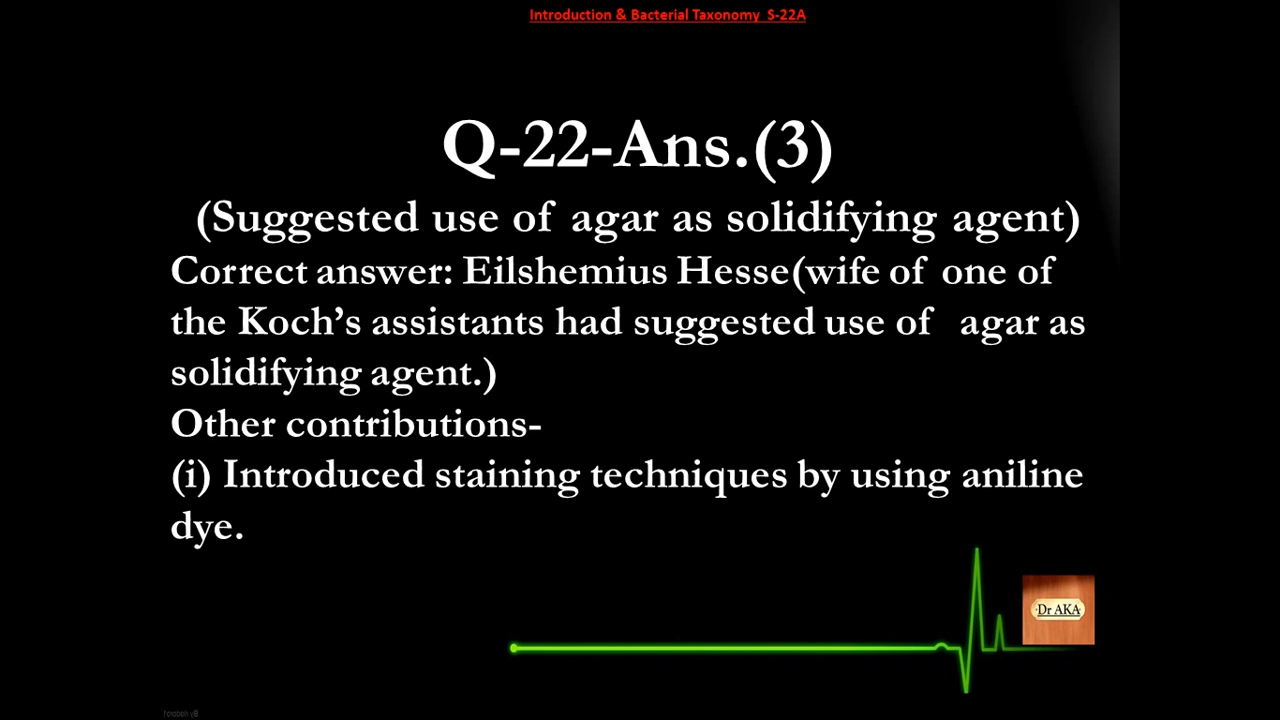 Introduction & Bacterial Taxonomy S-22A
Q-22-Ans.(3)
(Suggested use of agar as solidifying agent)
Correct answer: Eilshemius Hesse(wife of one of
the Koch’s assistants had suggested use of agar as
solidifying agent.)
Other contributions-
(i) Introduced staining techniques by using aniline
dye.
Dr AKA